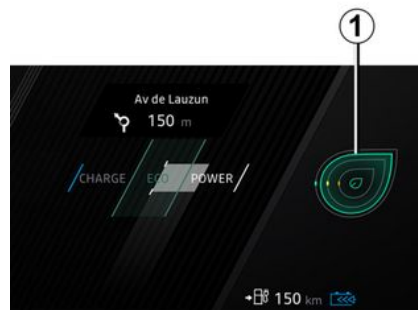 1
Av de Lauzun
150 m
CHARGE ECO POWER
150 km